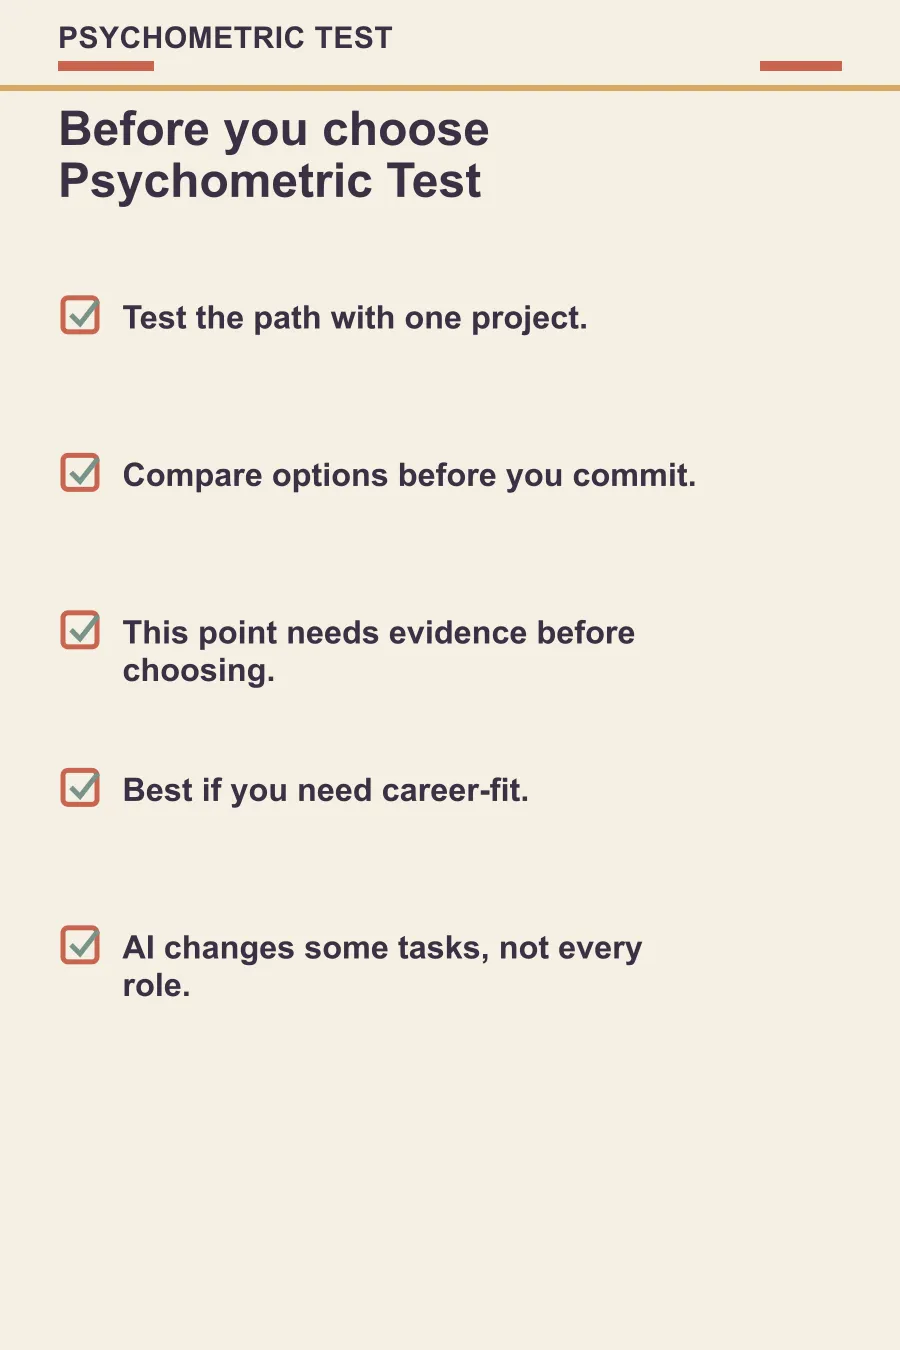 PSYCHOMETRIC TEST
Before you choose
Psychometric Test
Test the path with one project.
Compare options before you commit.
This point needs evidence before
choosing.
Best if you need career-fit.
AI changes some tasks, not every
role.